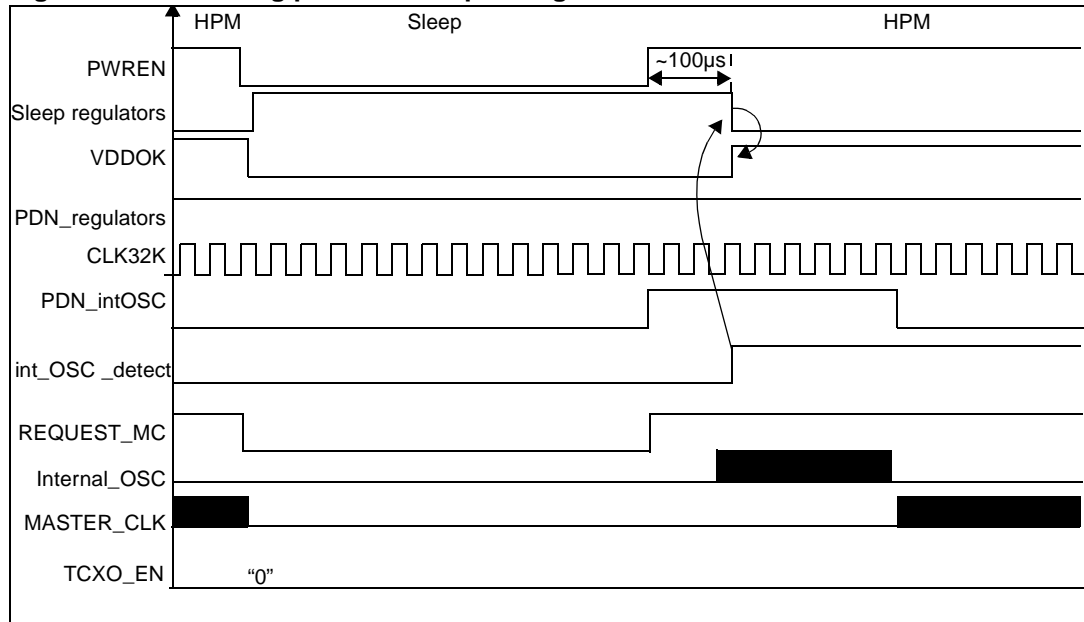 HPM Sleep HPM
PWREN
~100µs
Sleep regulators
VDDOK
PDN_regulators
CLK32K
PDN_intOSC
int_OSC _detect
REQUEST_MC
Internal_OSC
MASTER_CLK
TCXO_EN "0"